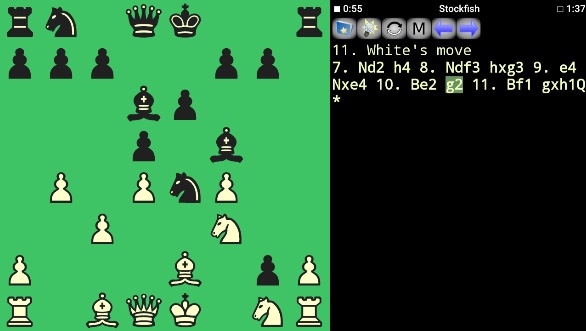 ■ 0:55 Stockfish □ 1:37
M
11. White's move
7. Nd2 h4 8. Ndf3 hxg3 9. e4
Nxe4 10. Be2 g2 11. Bf1 gxh1Q
*